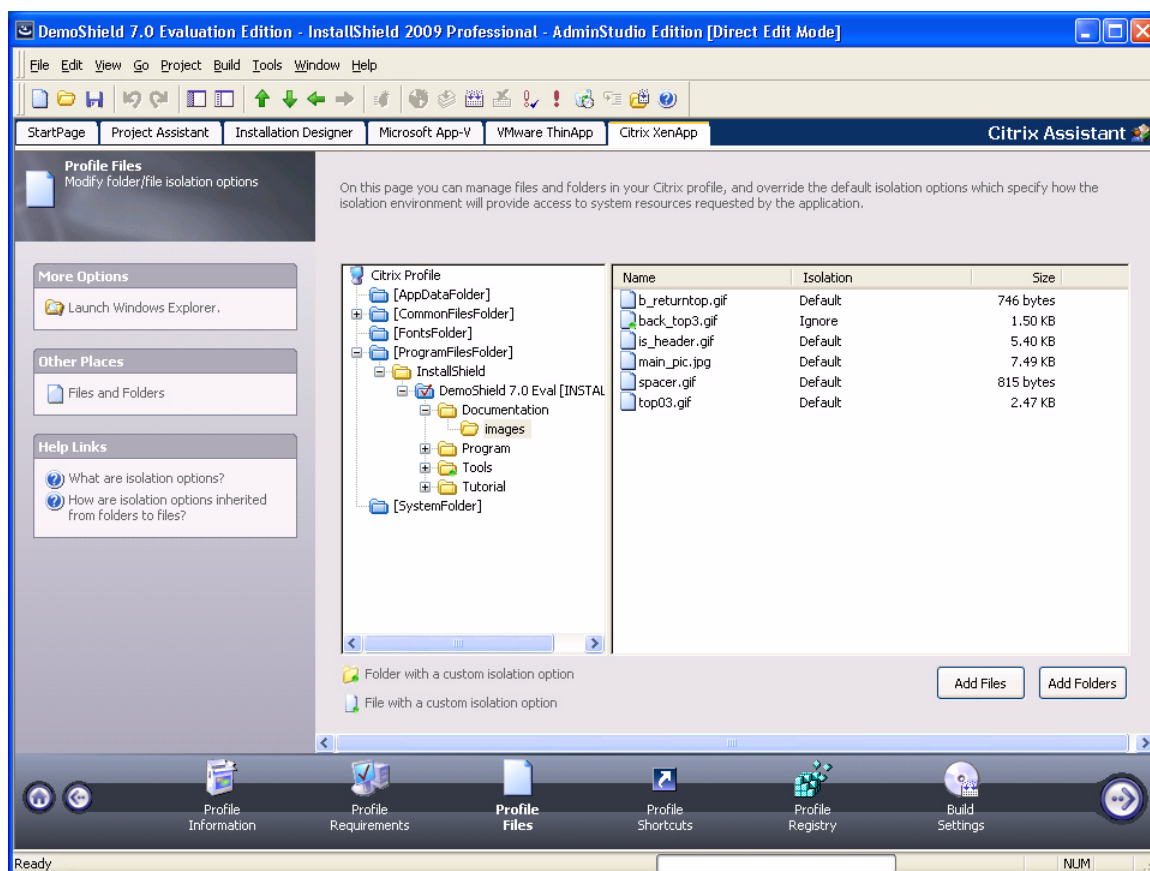 DemoShield 7.0 Evaluation Edition - InstallShield 2009 Professional - AdminStudio Edition [Direct Edit Mode]
File Edit View Go Project Build Tools Window Help
StartPage Project Assistant Installation Designer Microsoft App-V VMware ThinApp Citrix XenApp Citrix Assistant
Profile Files
Modify folder/file isolation options
On this page you can manage files and folders in your Citrix profile, and override the default isolation options which specify how the
isolation environment will provide access to system resources requested by the application.
More Options
Launch Windows Explorer.
Other Places
Files and Folders
Help Links
What are isolation options?
How are isolation options inherited
from folders to files?
Citrix Profile
[AppDataFolder]
[CommonFilesFolder]
[FontsFolder]
[ProgramFilesFolder]
InstallShield
DemoShield 7.0 Eval [INSTAL
Documentation
images
Program
Tools
Tutorial
[SystemFolder]
Name Isolation Size
b_returntop.gif Default 746 bytes
back_top3.gif Ignore 1.50 KB
is_header.gif Default 5.40 KB
main_pic.jpg Default 7.49 KB
spacer.gif Default 815 bytes
top03.gif Default 2.47 KB
Folder with a custom isolation option
File with a custom isolation option
Add Files Add Folders
Profile
Information
Profile
Requirements
Profile
Files
Profile
Shortcuts
Profile
Registry
Build
Settings
Ready NUM